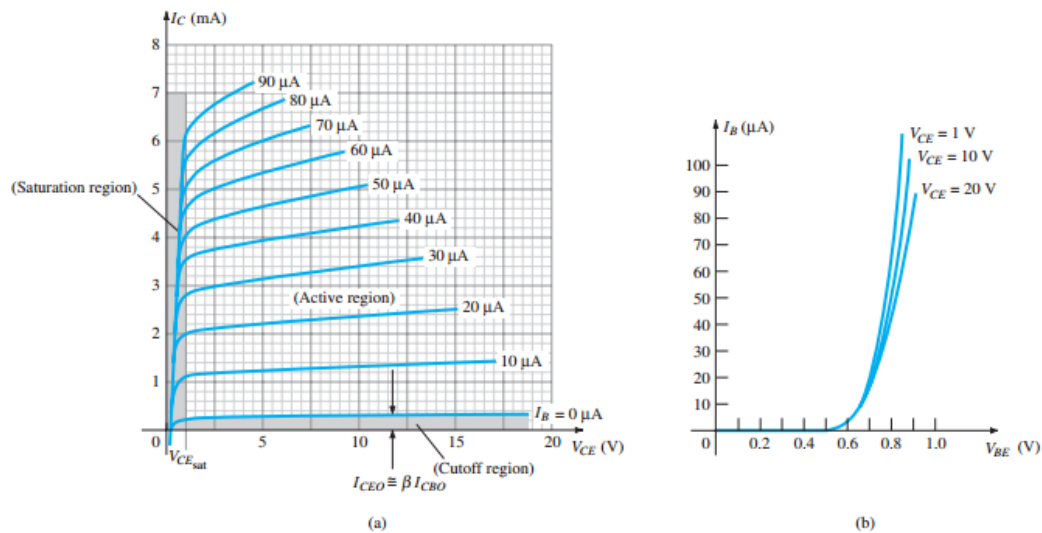 I_C (mA)
8
7
6
5
4
3
2
1
0
5
10
15
20
V_CE (V)
V_CEsat
(Saturation region)
90 μA
80 μA
70 μA
60 μA
50 μA
40 μA
30 μA
(Active region)
20 μA
10 μA
I_B = 0 μA
(Cutoff region)
I_CEO ≅ β I_CBO
(a)
I_B (μA)
100
90
80
70
60
50
40
30
20
10
0
0.2
0.4
0.6
0.8
1.0
V_BE (V)
V_CE = 1 V
V_CE = 10 V
V_CE = 20 V
(b)